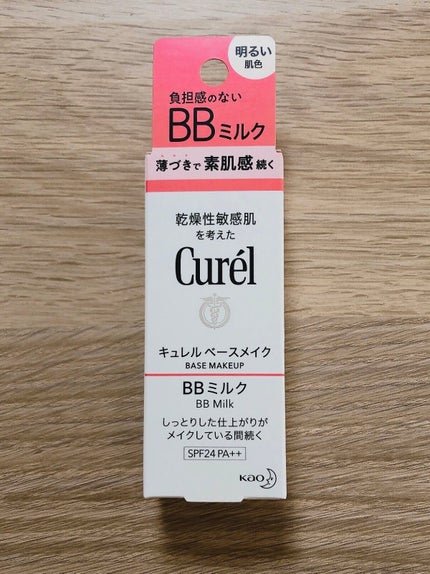 明るい
肌色
負担感のない
BBミルク
薄づきで 素肌感 続く
乾燥性敏感肌
を考えた
Curél
キュレル ベースメイク
BASE MAKEUP
BBミルク
BB Milk
しっとりした仕上がりが
メイクしている間続く
SPF24 PA++
Kao